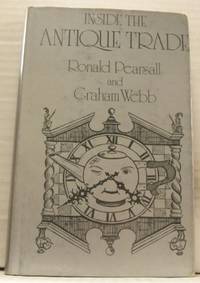 INSIDE THE
ANTIQUE TRADE
Ronald Pearsall
and
Graham Webb